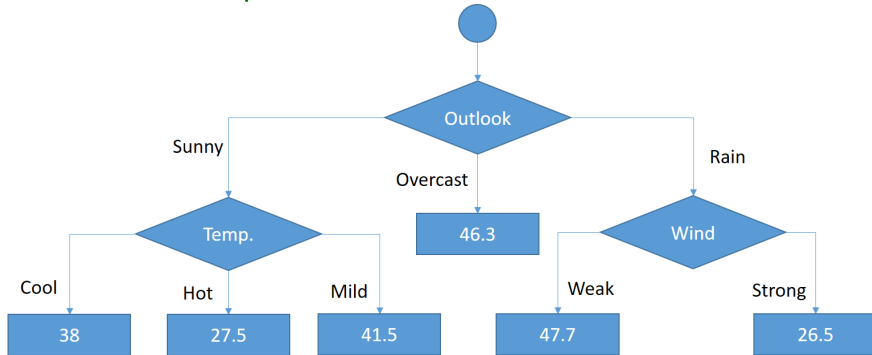 Outlook
Sunny
Overcast
Rain
Temp.
46.3
Wind
Cool
Hot
Mild
Weak
Strong
38
27.5
41.5
47.7
26.5